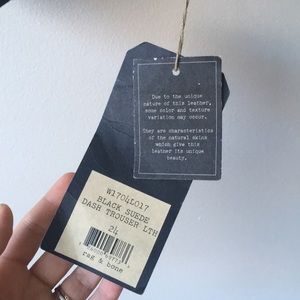 Due to the unique
nature of this leather,
some color and texture
variation may occur.
They are characteristics
of the natural skins
which give this
leather its unique
beauty.
W1704L017
BLACK SUEDE
DASH TROUSER LTH
24
rag & bone